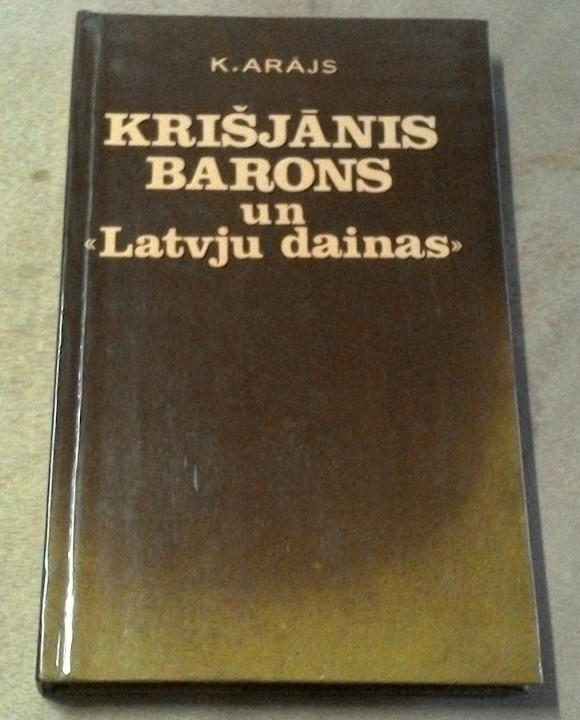 K. ARĀJS
KRIŠJĀNIS
BARONS
un
«Latvju dainas»